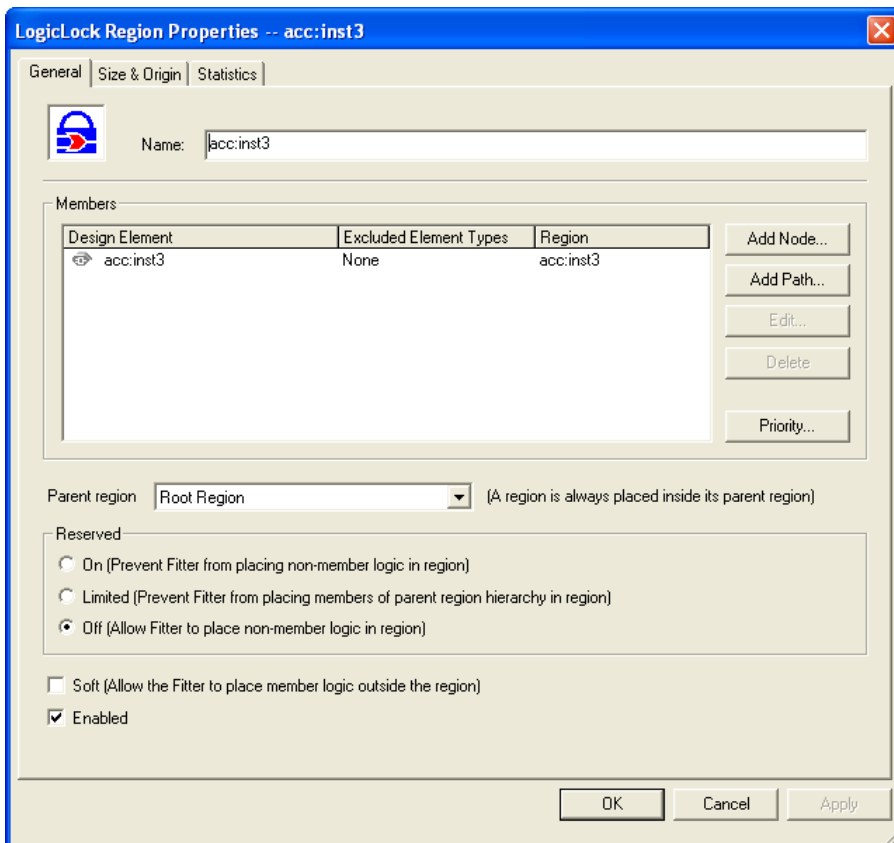 LogicLock Region Properties -- acc:inst3
General Size & Origin Statistics
Name: acc:inst3
Members
Design Element Excluded Element Types Region
acc:inst3 None acc:inst3
Add Node...
Add Path...
Edit...
Delete
Priority...
Parent region Root Region (A region is always placed inside its parent region)
Reserved
On (Prevent Fitter from placing non-member logic in region)
Limited (Prevent Fitter from placing members of parent region hierarchy in region)
Off (Allow Fitter to place non-member logic in region)
Soft (Allow the Fitter to place member logic outside the region)
Enabled
OK Cancel Apply